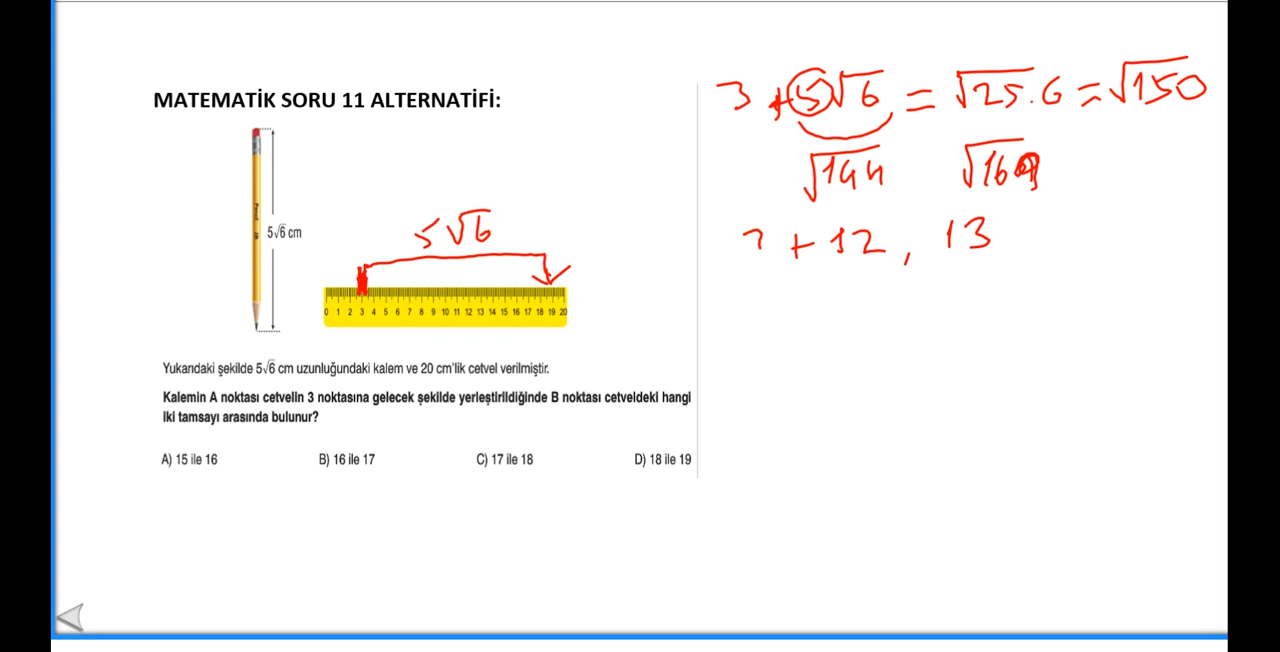 MATEMATİK SORU 11 ALTERNATİFİ:
3 + 5√6 = √25.6 = √150
√144 √169
5√6 cm
5√6
? + 12, 13
0 1 2 3 4 5 6 7 8 9 10 11 12 13 14 15 16 17 18 19 20
Yukarıdaki şekilde 5√6 cm uzunluğundaki kalem ve 20 cm'lik cetvel verilmiştir.
Kalemin A noktası cetvelin 3 noktasına gelecek şekilde yerleştirildiğinde B noktası cetveldeki hangi
iki tamsayı arasında bulunur?
A) 15 ile 16 B) 16 ile 17 C) 17 ile 18 D) 18 ile 19